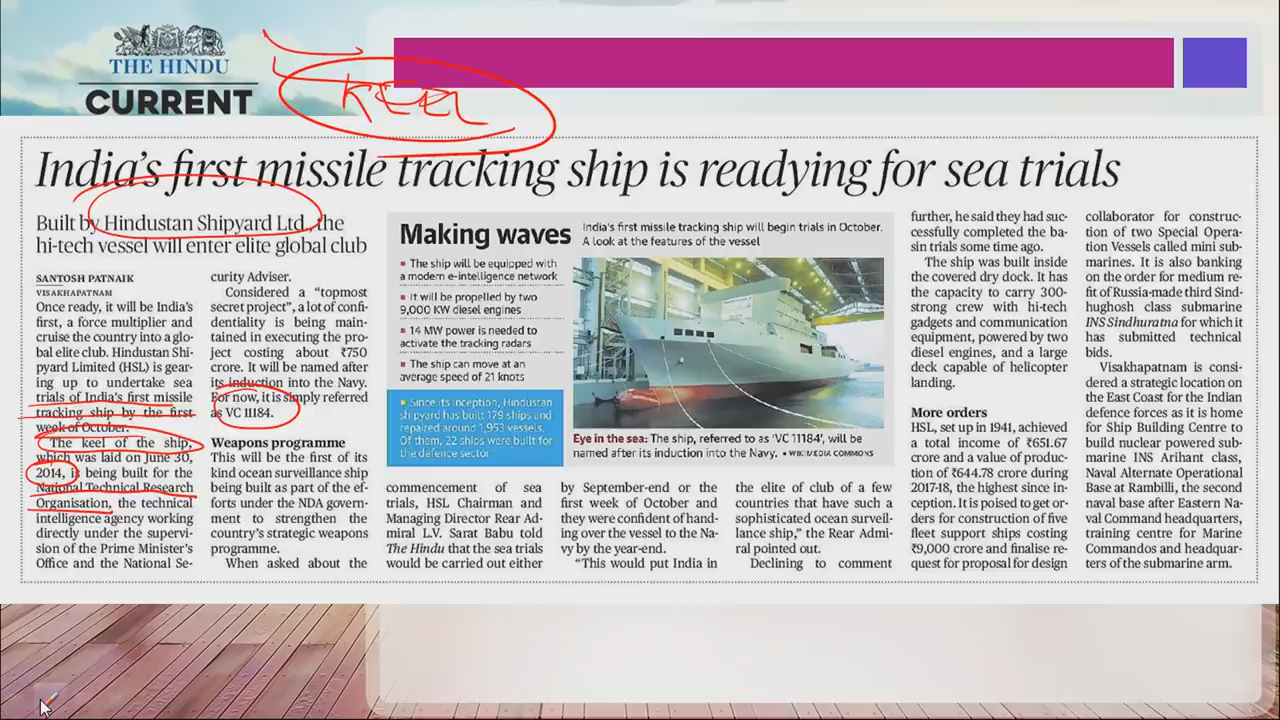 THE HINDU
CURRENT
KEEL
India's first missile tracking ship is readying for sea trials
Built by Hindustan Shipyard Ltd., the
hi-tech vessel will enter elite global club
SANTOSH PATNAIK
VISAKHAPATNAM
Once ready, it will be India's
first, a force multiplier and
cruise the country into a glo-
bal elite club. Hindustan Shi-
pyard Limited (HSL) is gear-
ing up to undertake sea
trials of India's first missile
tracking ship by the first
week of October.
The keel of the ship,
which was laid on June 30,
2014, is being built for the
National Technical Research
Organisation, the technical
intelligence agency working
directly under the supervi-
sion of the Prime Minister's
Office and the National Se-
curity Adviser.
Considered a "topmost
secret project", a lot of confi-
dentiality is being main-
tained in executing the pro-
ject costing about ₹750
crore. It will be named after
its induction into the Navy.
For now, it is simply referred
as VC 11184.
Weapons programme
This will be the first of its
kind ocean surveillance ship
being built as part of the ef-
forts under the NDA govern-
ment to strengthen the
country's strategic weapons
programme.
When asked about the
Making waves
India's first missile tracking ship will begin trials in October.
A look at the features of the vessel
The ship will be equipped with
a modern e-intelligence network
It will be propelled by two
9,000 KW diesel engines
14 MW power is needed to
activate the tracking radars
The ship can move at an
average speed of 21 knots
Since its inception, Hindustan
shipyard has built 179 ships and
repaired around 1,953 vessels.
Of them, 22 ships were built for
the defence sector
Eye in the sea: The ship, referred to as 'VC 11184', will be
named after its induction into the Navy. • WIKIMEDIA COMMONS
commencement of sea
trials, HSL Chairman and
Managing Director Rear Ad-
miral L.V. Sarat Babu told
The Hindu that the sea trials
would be carried out either
by September-end or the
first week of October and
they were confident of hand-
ing over the vessel to the Na-
vy by the year-end.
"This would put India in
the elite of club of a few
countries that have such a
sophisticated ocean surveil-
lance ship," the Rear Admi-
ral pointed out.
Declining to comment
further, he said they had suc-
cessfully completed the ba-
sin trials some time ago.
The ship was built inside
the covered dry dock. It has
the capacity to carry 300-
strong crew with hi-tech
gadgets and communication
equipment, powered by two
diesel engines, and a large
deck capable of helicopter
landing.
More orders
HSL, set up in 1941, achieved
a total income of ₹651.67
crore and a value of produc-
tion of ₹644.78 crore during
2017-18, the highest since in-
ception. It is poised to get or-
ders for construction of five
fleet support ships costing
₹9,000 crore and finalise re-
quest for proposal for design
collaborator for construc-
tion of two Special Opera-
tion Vessels called mini sub-
marines. It is also banking
on the order for medium re-
fit of Russia-made third Sind-
hughosh class submarine
INS Sindhuratna for which it
has submitted technical
bids.
Visakhapatnam is consi-
dered a strategic location on
the East Coast for the Indian
defence forces as it is home
for Ship Building Centre to
build nuclear powered sub-
marine INS Arihant class,
Naval Alternate Operational
Base at Rambilli, the second
naval base after Eastern Na-
val Command headquarters,
training centre for Marine
Commandos and headquar-
ters of the submarine arm.